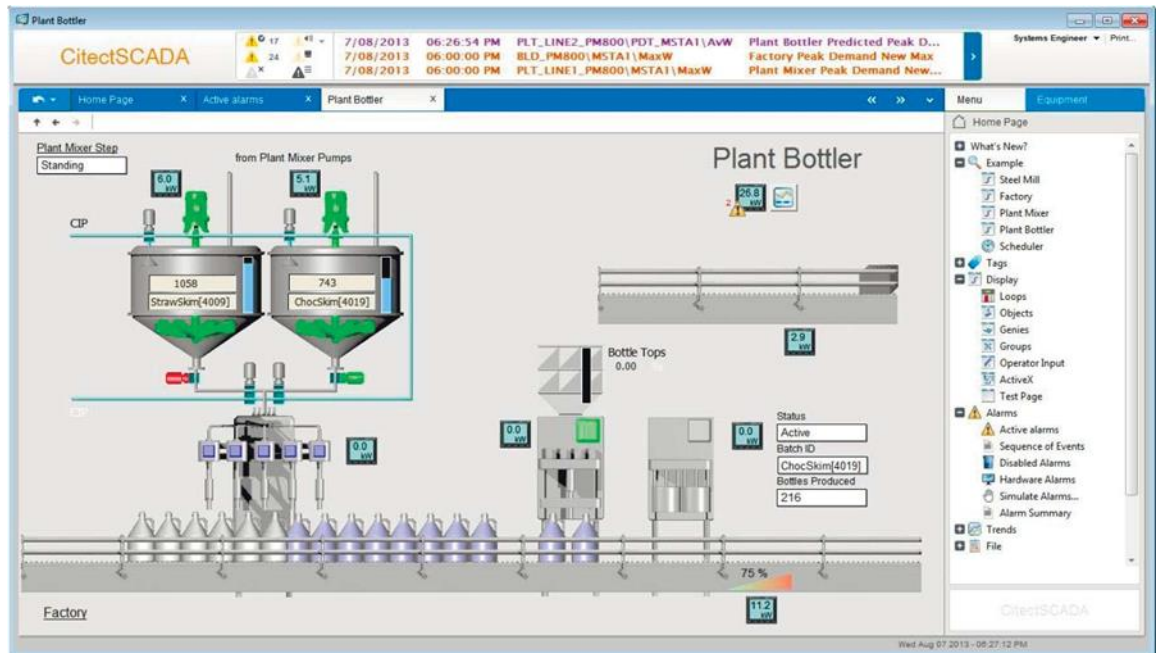 Plant Bottler
CitectSCADA
17
24
7/08/2013 06:26:54 PM PLT_LINE2_PM800\PDT_MSTA1\AvW Plant Bottler Predicted Peak D...
7/08/2013 06:00:00 PM BLD_PM800\MSTA1\MaxW Factory Peak Demand New Max
7/08/2013 06:00:00 PM PLT_LINE1_PM800\MSTA1\MaxW Plant Mixer Peak Demand New...
Systems Engineer Print...
Home Page X Active alarms X Plant Bottler X
Menu Equipment
Home Page
What's New?
Example
Steel Mill
Factory
Plant Mixer
Plant Bottler
Scheduler
Tags
Display
Loops
Objects
Genies
Groups
Operator Input
ActiveX
Test Page
Alarms
Active alarms
Sequence of Events
Disabled Alarms
Hardware Alarms
Simulate Alarms...
Alarm Summary
Trends
File
CitectSCADA
Plant Mixer Step
Standing
from Plant Mixer Pumps
Plant Bottler
6.0 kW
5.1 kW
26.8 kW
2
CIP
1058
StrawSkim[4009]
743
ChocSkim[4019]
2.9 kW
Bottle Tops
0.00
CIP
0.0 kW
0.0 kW
0.0 kW
Status
Active
Batch ID
ChocSkim[4019]
Bottles Produced
216
75 %
11.2 kW
Factory
Wed Aug 07 2013 - 06:27:12 PM